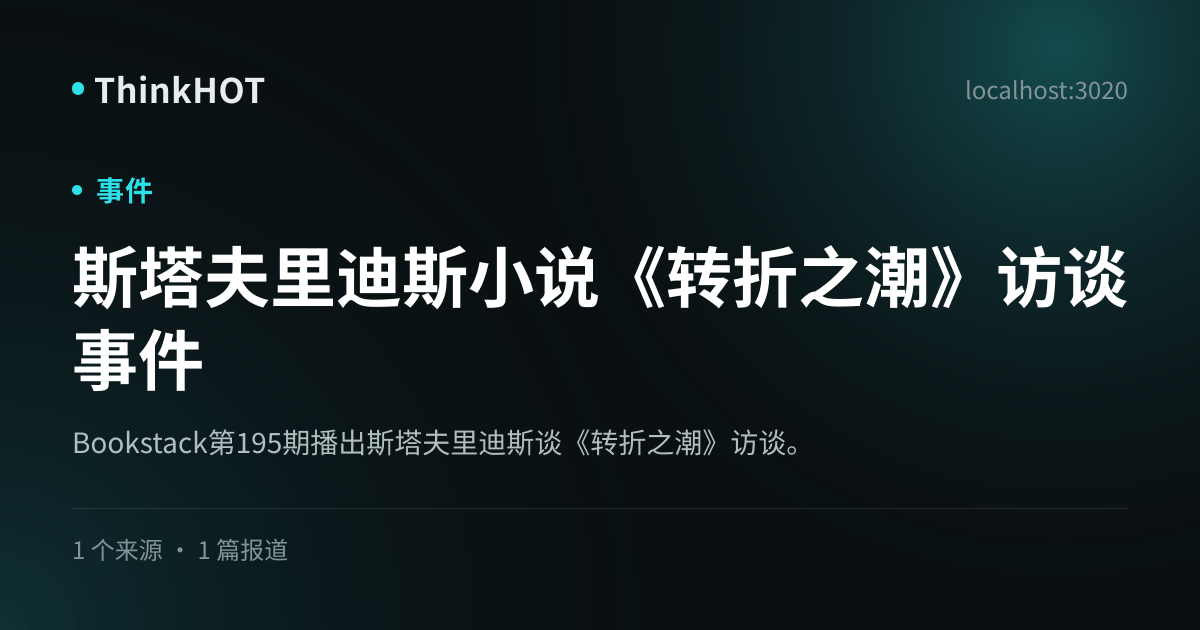 ThinkHOT
localhost:3020
事件
斯塔夫里迪斯小说《转折之潮》访谈
事件
Bookstack第195期播出斯塔夫里迪斯谈《转折之潮》访谈。
1 个来源 · 1 篇报道